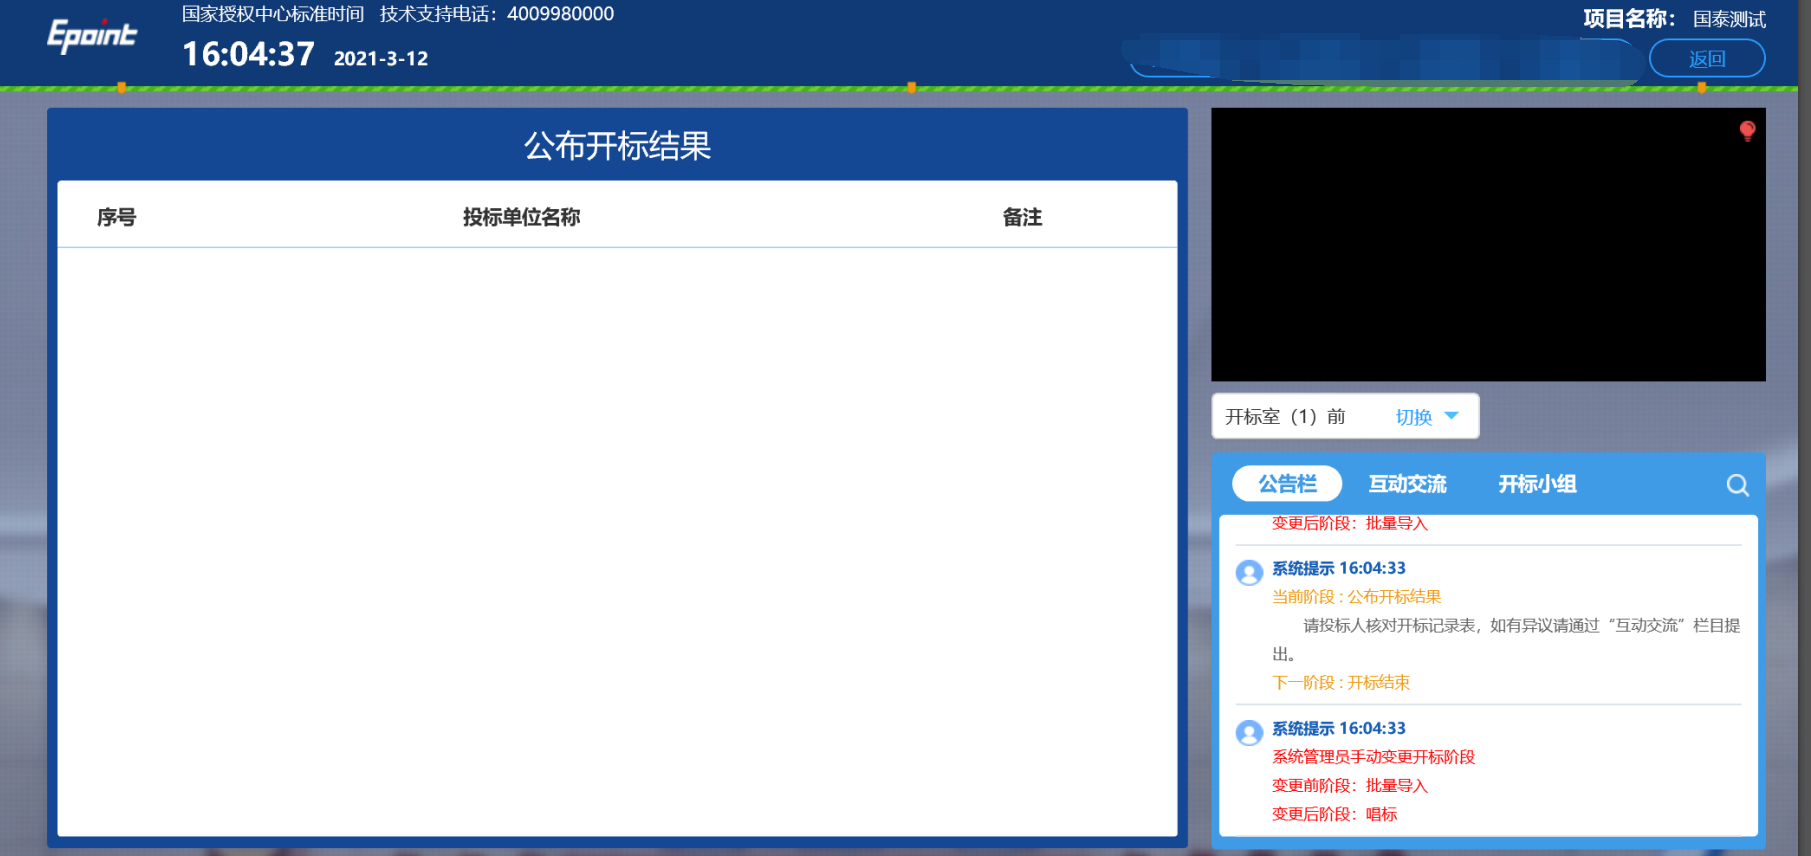 Epoint
国家授权中心标准时间 技术支持电话：4009980000
16:04:37 2021-3-12
项目名称： 国泰测试
返回
公布开标结果
序号 投标单位名称 备注
开标室（1）前 切换
公告栏 互动交流 开标小组
变更后阶段：批量导入
系统提示 16:04:33
当前阶段 : 公布开标结果
请投标人核对开标记录表，如有异议请通过“互动交流”栏目提
出。
下一阶段 : 开标结束
系统提示 16:04:33
系统管理员手动变更开标阶段
变更前阶段：批量导入
变更后阶段：唱标